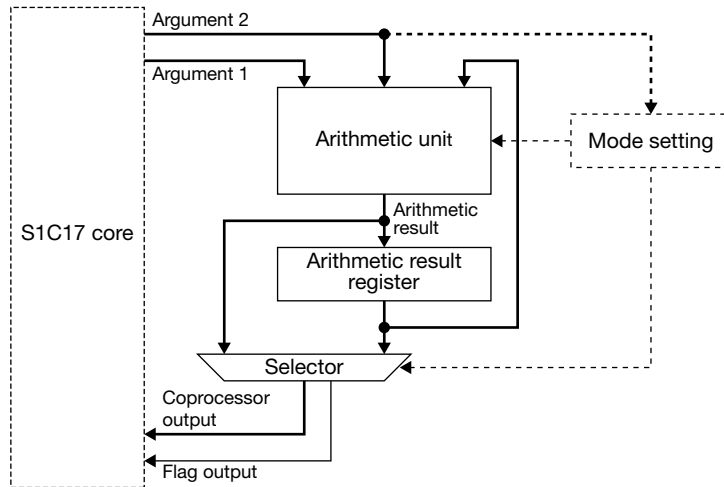 Argument 2
Argument 1
Arithmetic unit
Mode setting
S1C17 core
Arithmetic
result
Arithmetic result
register
Selector
Coprocessor
output
Flag output